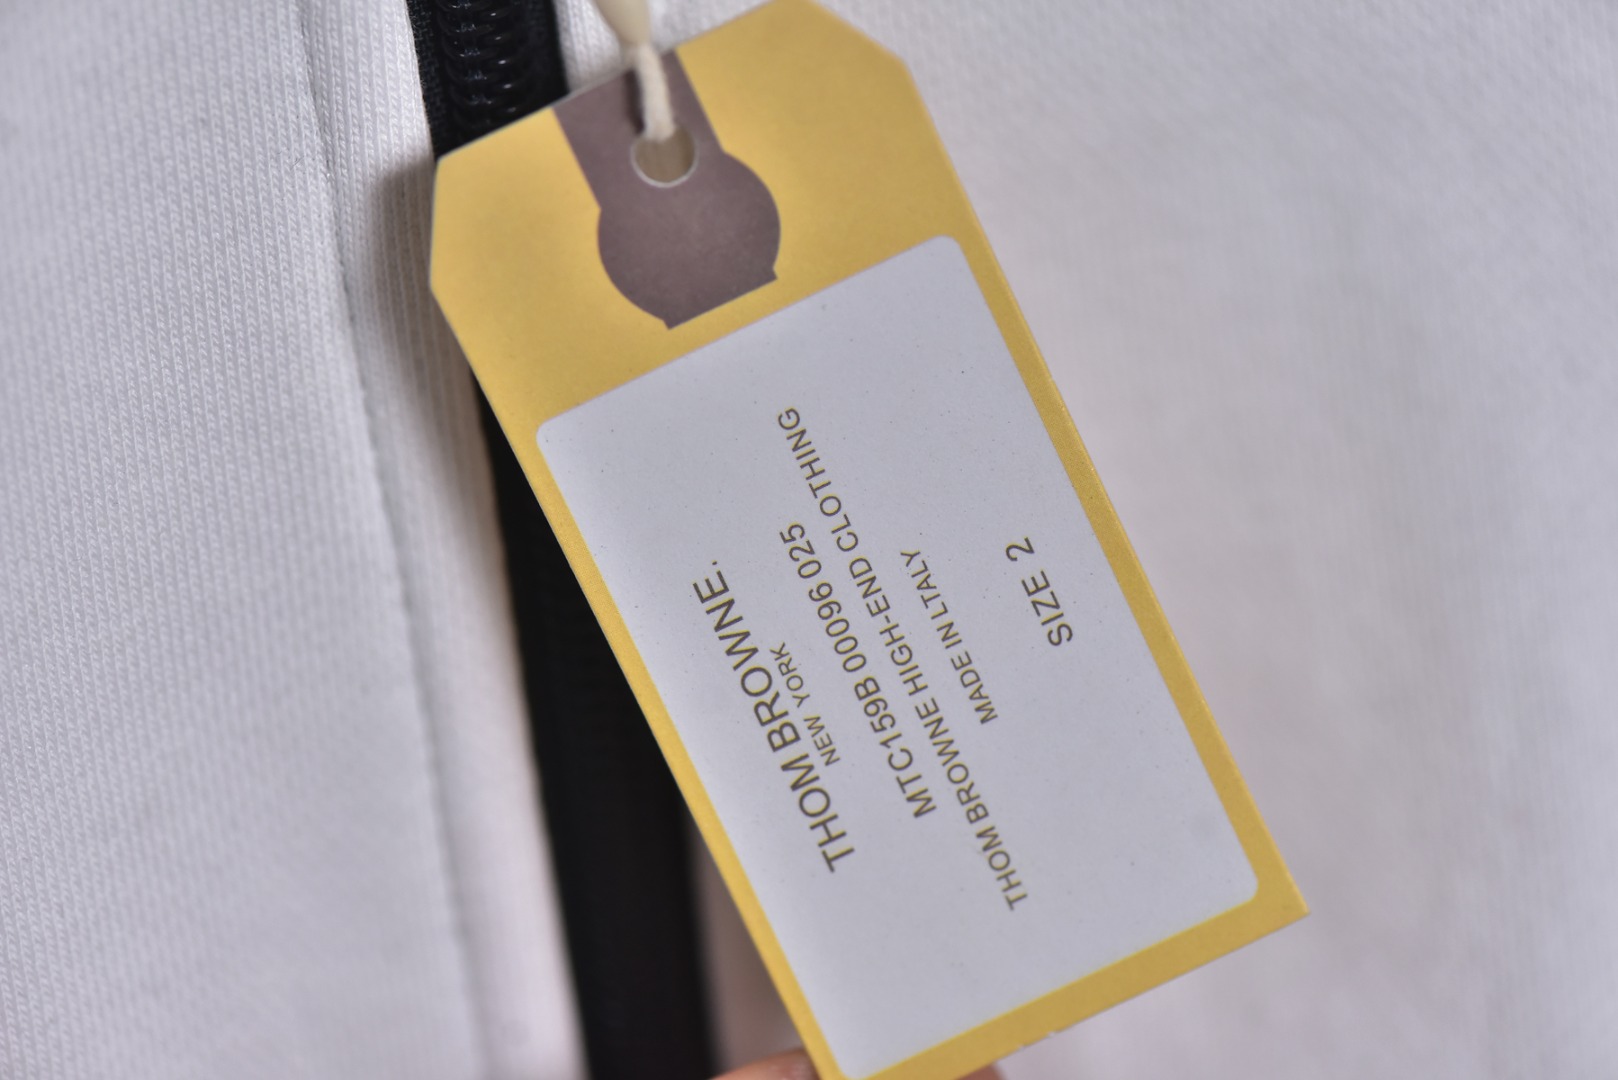 THOM BROWNE.
NEW YORK
MTC159B 000096 025
THOM BROWNE HIGH-END CLOTHING
MADE IN LTALY
SIZE 2